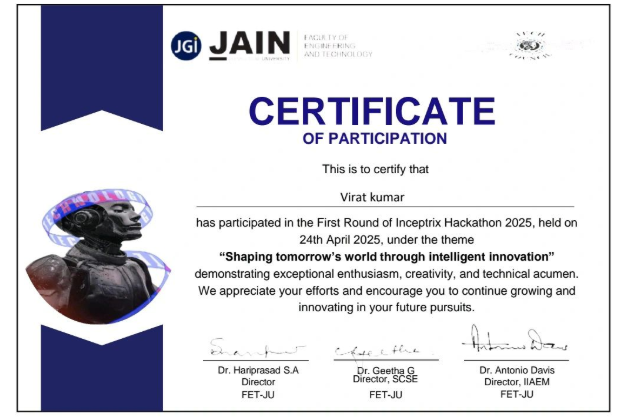 JGi JAIN
UNIVERSITY
FACULTY OF
ENGINEERING
AND TECHNOLOGY
TECH
COUNCIL
CERTIFICATE
OF PARTICIPATION
This is to certify that
Virat kumar
has participated in the First Round of Inceptrix Hackathon 2025, held on
24th April 2025, under the theme
“Shaping tomorrow’s world through intelligent innovation”
demonstrating exceptional enthusiasm, creativity, and technical acumen.
We appreciate your efforts and encourage you to continue growing and
innovating in your future pursuits.
TECHNOLOGY
Dr. Hariprasad S.A
Director
FET-JU
Dr. Geetha G
Director, SCSE
FET-JU
Dr. Antonio Davis
Director, IIAEM
FET-JU